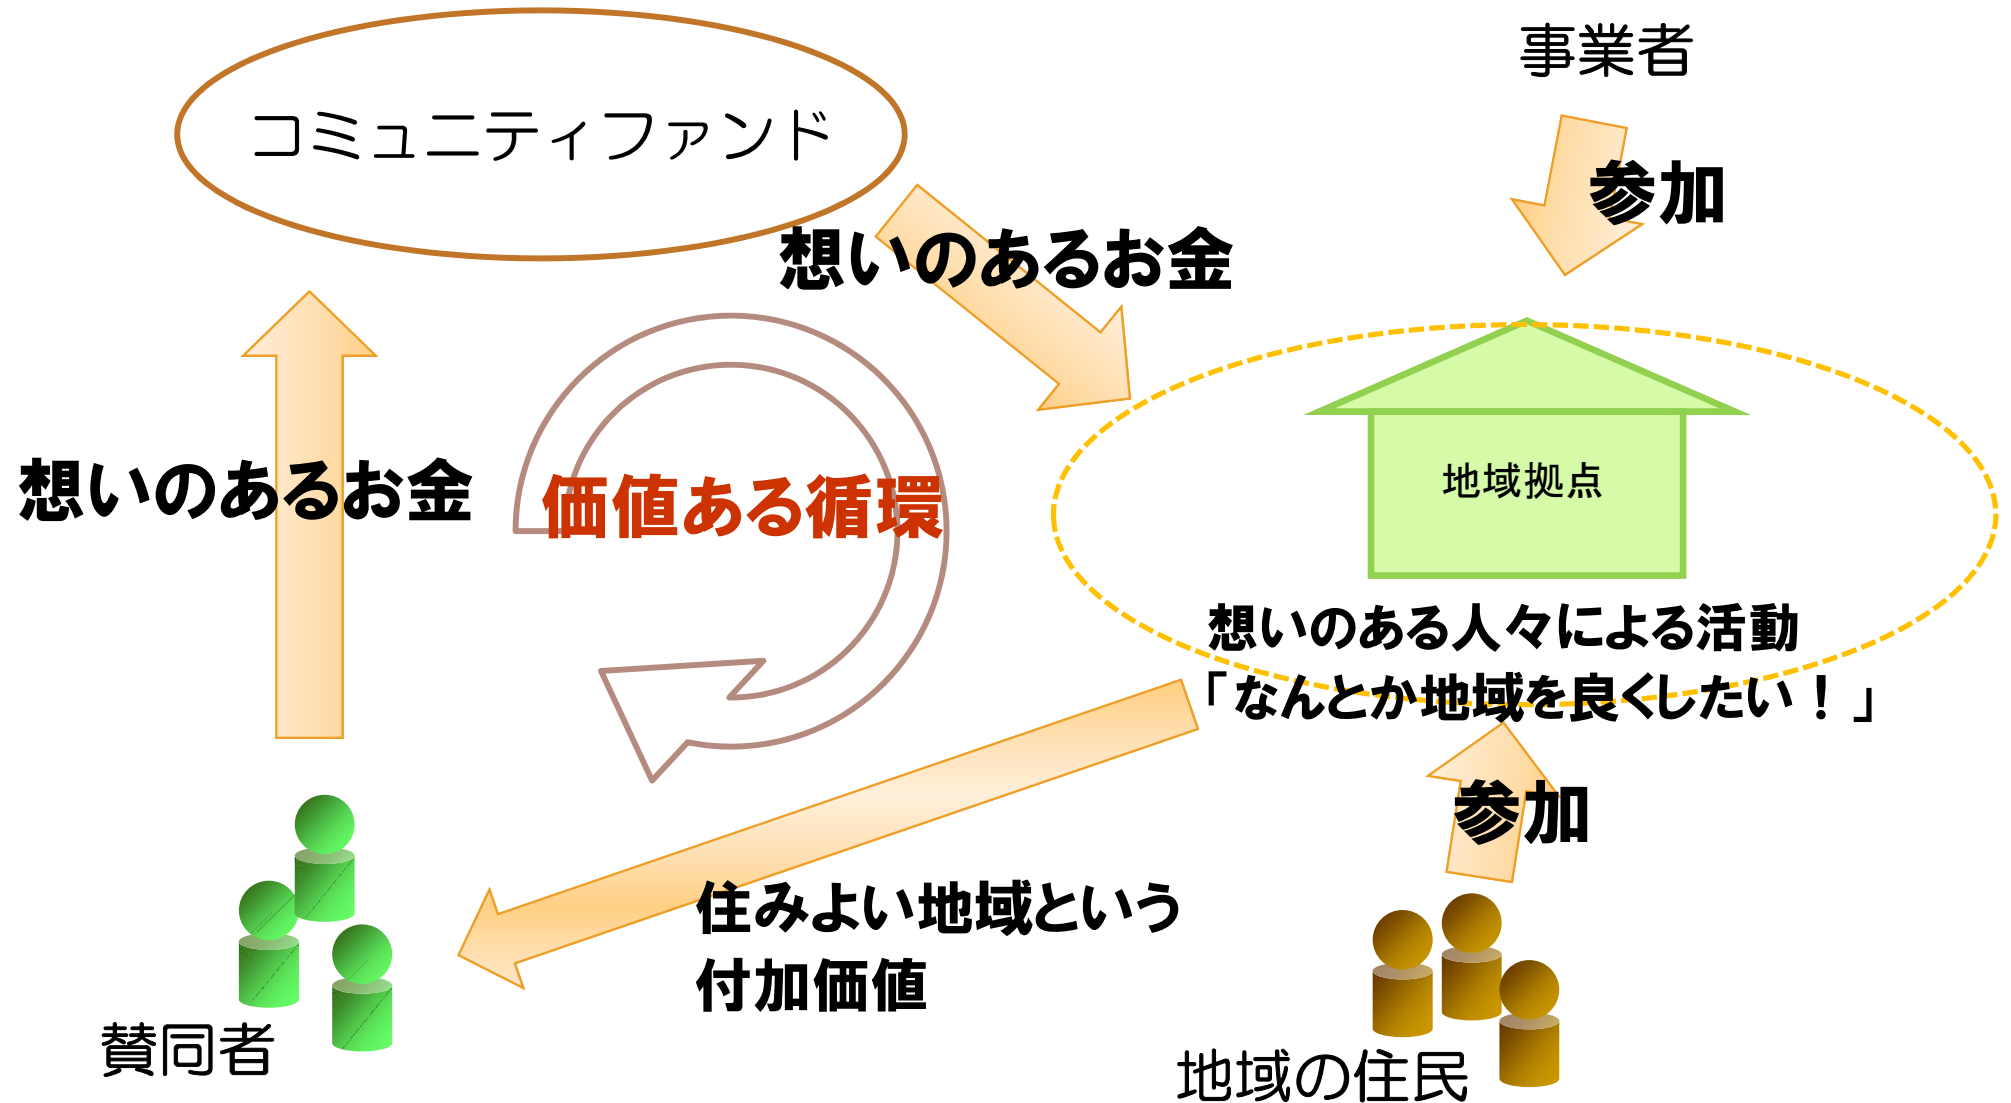 事業者
コミュニティファンド
参加
想いのあるお金
想いのあるお金
価値ある循環
地域拠点
想いのある人々による活動
「なんとか地域を良くしたい！」
参加
住みよい地域という
付加価値
賛同者
地域の住民